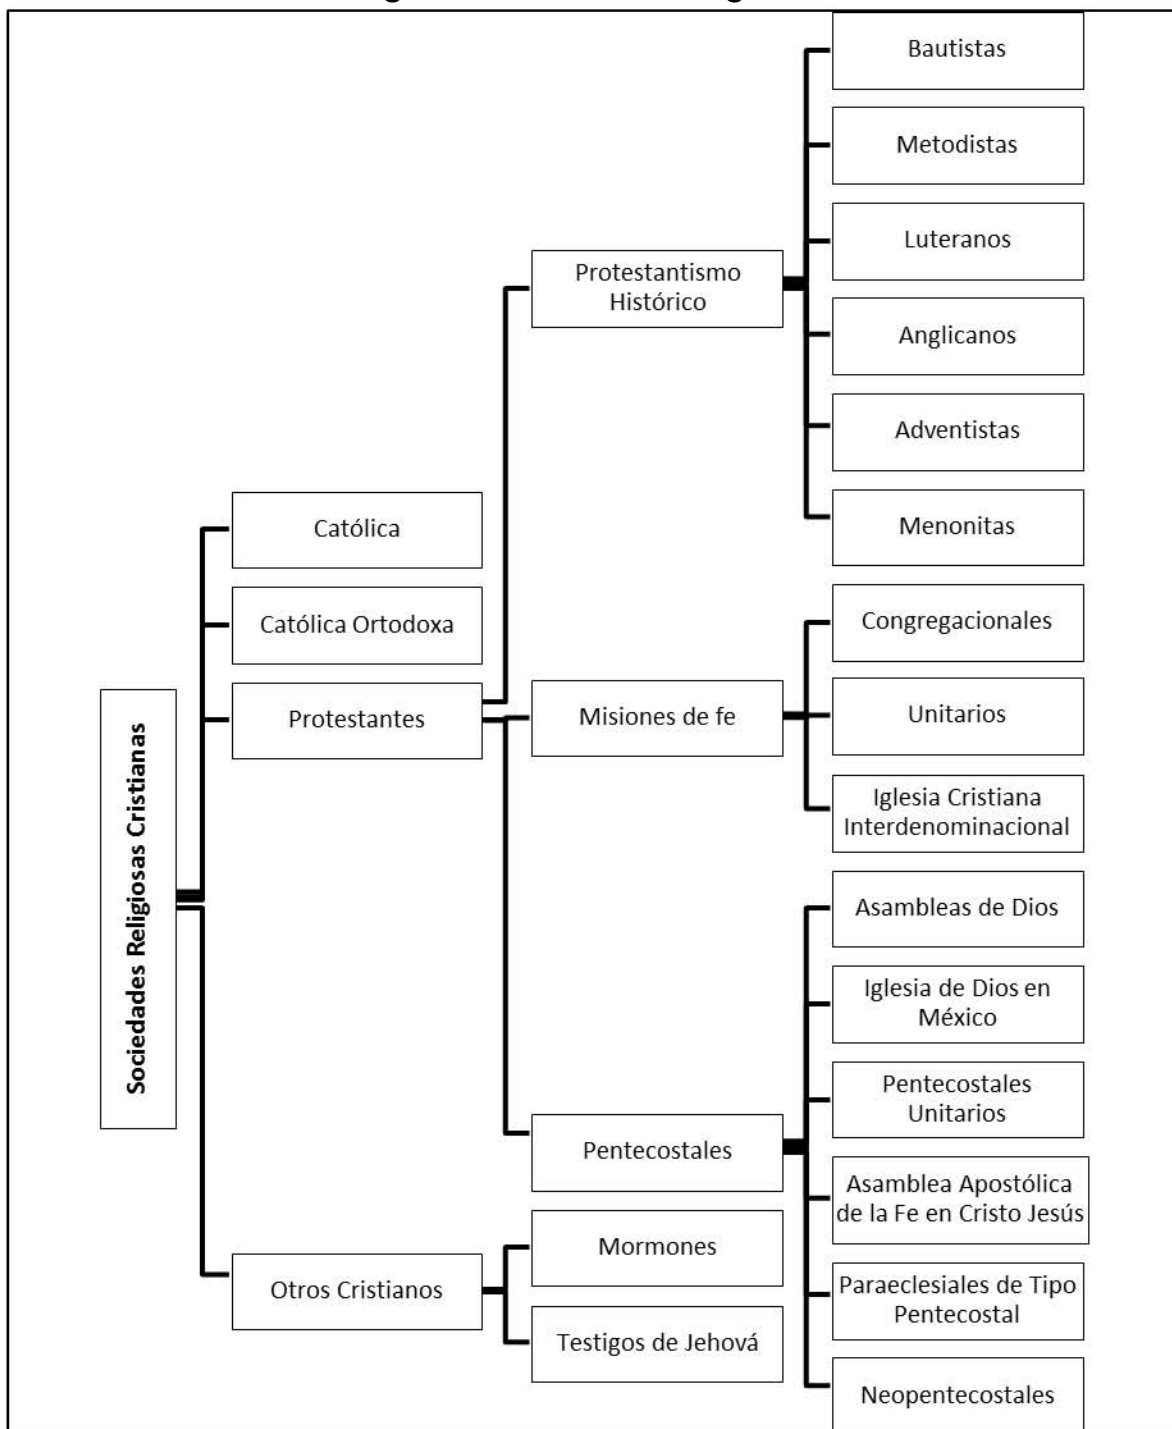 Bautistas
Metodistas
Luteranos
Protestantismo
Histórico
Anglicanos
Adventistas
Menonitas
Católica
Católica Ortodoxa
Protestantes
Congregacionales
Misiones de fe
Unitarios
Iglesia Cristiana
Interdenominacional
Sociedades Religiosas Cristianas
Asambleas de Dios
Iglesia de Dios en
México
Pentecostales
Unitarios
Pentecostales
Asamblea Apostólica
de la Fe en Cristo Jesús
Paraeclesiales de Tipo
Pentecostal
Neopentecostales
Otros Cristianos
Mormones
Testigos de Jehová